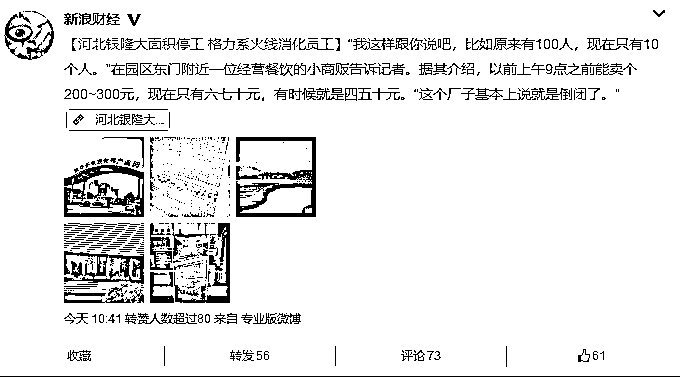 新浪财经
【河北银隆大面积停工 格力系火线消化员工】“我这样跟你说吧，比如原来有100人，现在只有10
个人。”在园区东门附近一位经营餐饮的小商贩告诉记者。据其介绍，以前上午9点之前能卖个
200~300元，现在只有六七十元，有时候就是四五十元。“这个厂子基本上说就是倒闭了。”
河北银隆大...
今天 10:41 转赞人数超过80 来自 专业版微博
收藏 转发 56 评论 73 61